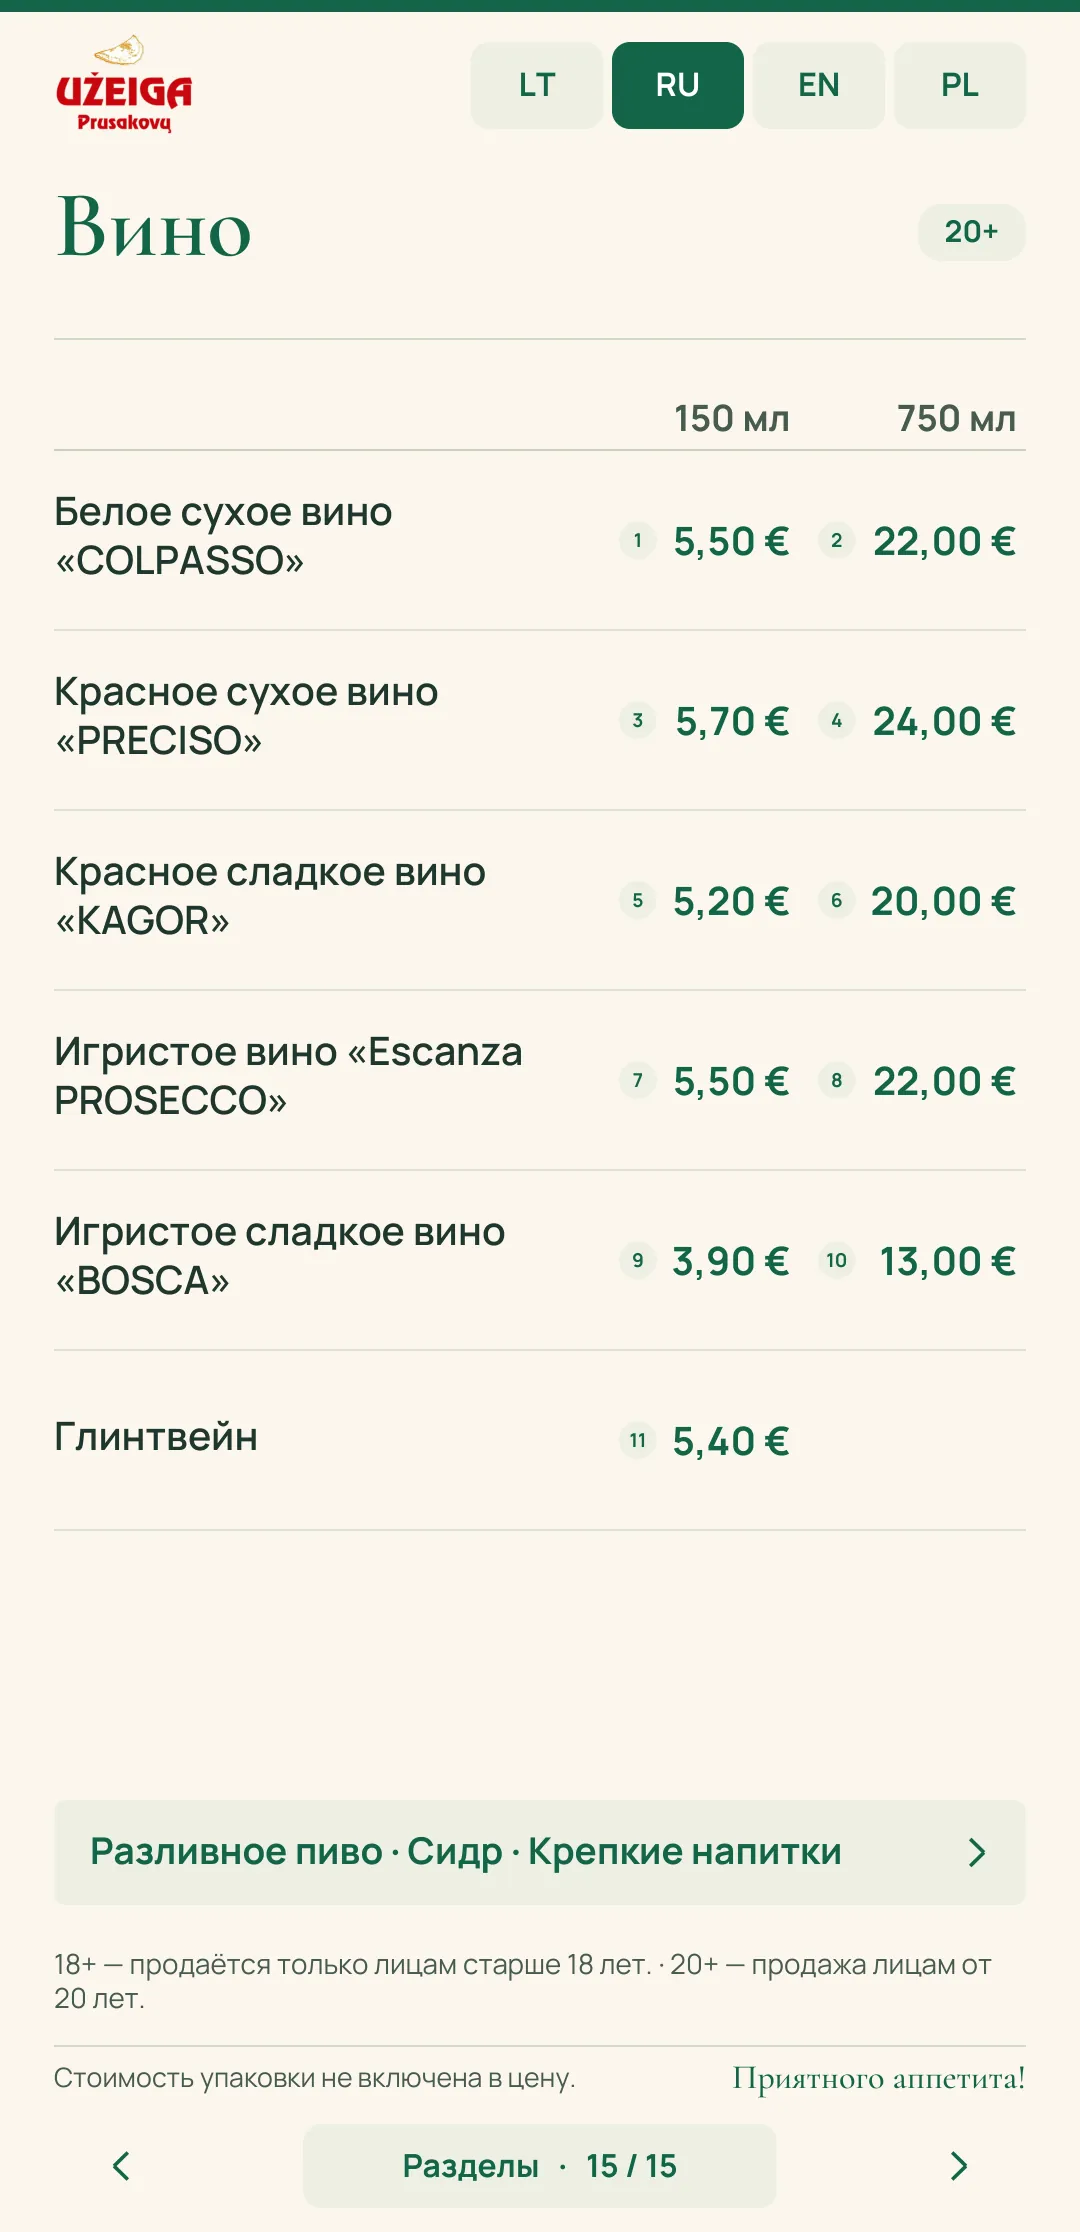 UŽEIGA
Prusakovų
LT RU EN PL
Вино
20+
150 мл 750 мл
Белое сухое вино
«COLPASSO»
1 5,50 € 2 22,00 €
Красное сухое вино
«PRECISO»
3 5,70 € 4 24,00 €
Красное сладкое вино
«KAGOR»
5 5,20 € 6 20,00 €
Игристое вино «Escanza
PROSECCO»
7 5,50 € 8 22,00 €
Игристое сладкое вино
«BOSCA»
9 3,90 € 10 13,00 €
Глинтвейн
11 5,40 €
Разливное пиво · Сидр · Крепкие напитки
18+ — продаётся только лицам старше 18 лет. · 20+ — продажа лицам от
20 лет.
Стоимость упаковки не включена в цену.
Приятного аппетита!
Разделы · 15 / 15